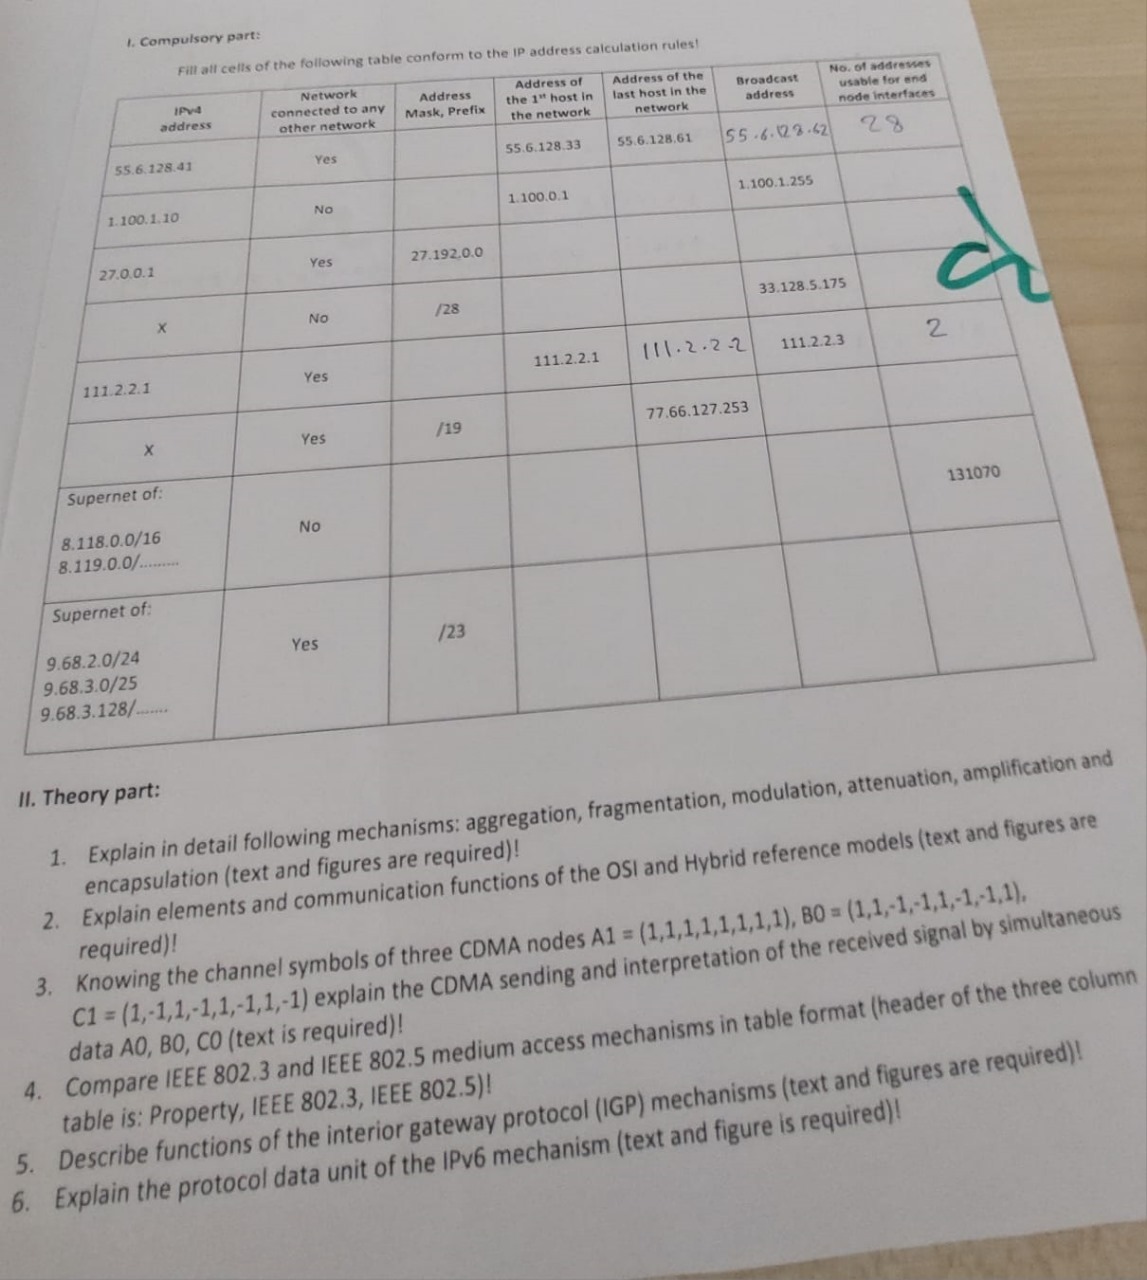 I. Compulsory part:
Fill all cells of the following table conform to the IP address calculation rules!
IPv4 address
Network connected to any other network
Address Mask, Prefix
Address of the 1st host in the network
Address of the last host in the network
Broadcast address
No. of addresses usable for end node interfaces
55.6.128.41 Yes 55.6.128.33 55.6.128.61 55.6.128.62 28
1.100.1.10 No 1.100.0.1 1.100.1.255
27.0.0.1 Yes 27.192.0.0
X No /28 33.128.5.175
111.2.2.1 Yes 111.2.2.1 111.2.2.2 111.2.2.3 2
X Yes /19 77.66.127.253
Supernet of:
8.118.0.0/16
8.119.0.0/.........
No 131070
Supernet of:
9.68.2.0/24
9.68.3.0/25
9.68.3.128/.......
Yes /23
II. Theory part:
1. Explain in detail following mechanisms: aggregation, fragmentation, modulation, attenuation, amplification and
encapsulation (text and figures are required)!
2. Explain elements and communication functions of the OSI and Hybrid reference models (text and figures are
required)!
3. Knowing the channel symbols of three CDMA nodes A1 = (1,1,1,1,1,1,1,1), B0 = (1,1,-1,-1,1,-1,-1,1),
C1 = (1,-1,1,-1,1,-1,1,-1) explain the CDMA sending and interpretation of the received signal by simultaneous
data A0, B0, C0 (text is required)!
4. Compare IEEE 802.3 and IEEE 802.5 medium access mechanisms in table format (header of the three column
table is: Property, IEEE 802.3, IEEE 802.5)!
5. Describe functions of the interior gateway protocol (IGP) mechanisms (text and figures are required)!
6. Explain the protocol data unit of the IPv6 mechanism (text and figure is required)!